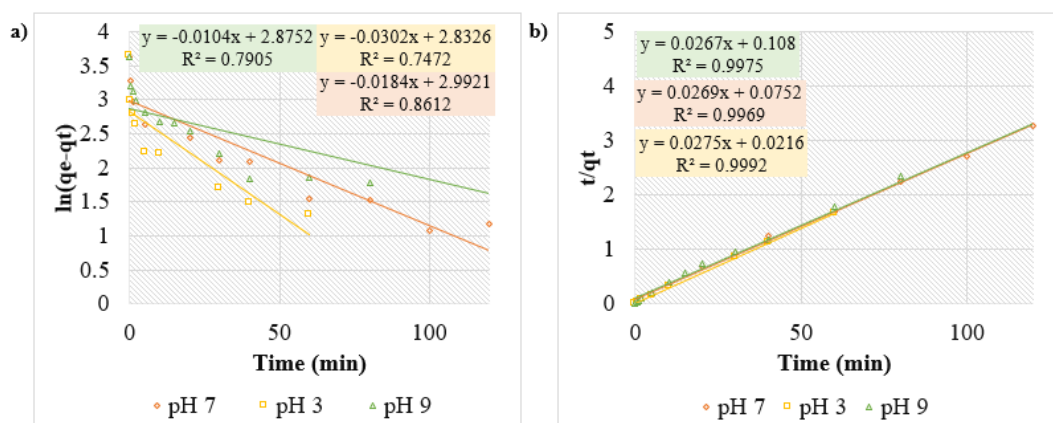 a)
ln(qe-qt)
4
3.5
3
2.5
2
1.5
1
0.5
0
y = -0.0104x + 2.8752
R² = 0.7905
y = -0.0302x + 2.8326
R² = 0.7472
y = -0.0184x + 2.9921
R² = 0.8612
0 50 100
Time (min)
pH 7 pH 3 pH 9
b)
t/qt
5
4
3
2
1
0
y = 0.0267x + 0.108
R² = 0.9975
y = 0.0269x + 0.0752
R² = 0.9969
y = 0.0275x + 0.0216
R² = 0.9992
0 50 100
Time (min)
pH 7 pH 3 pH 9